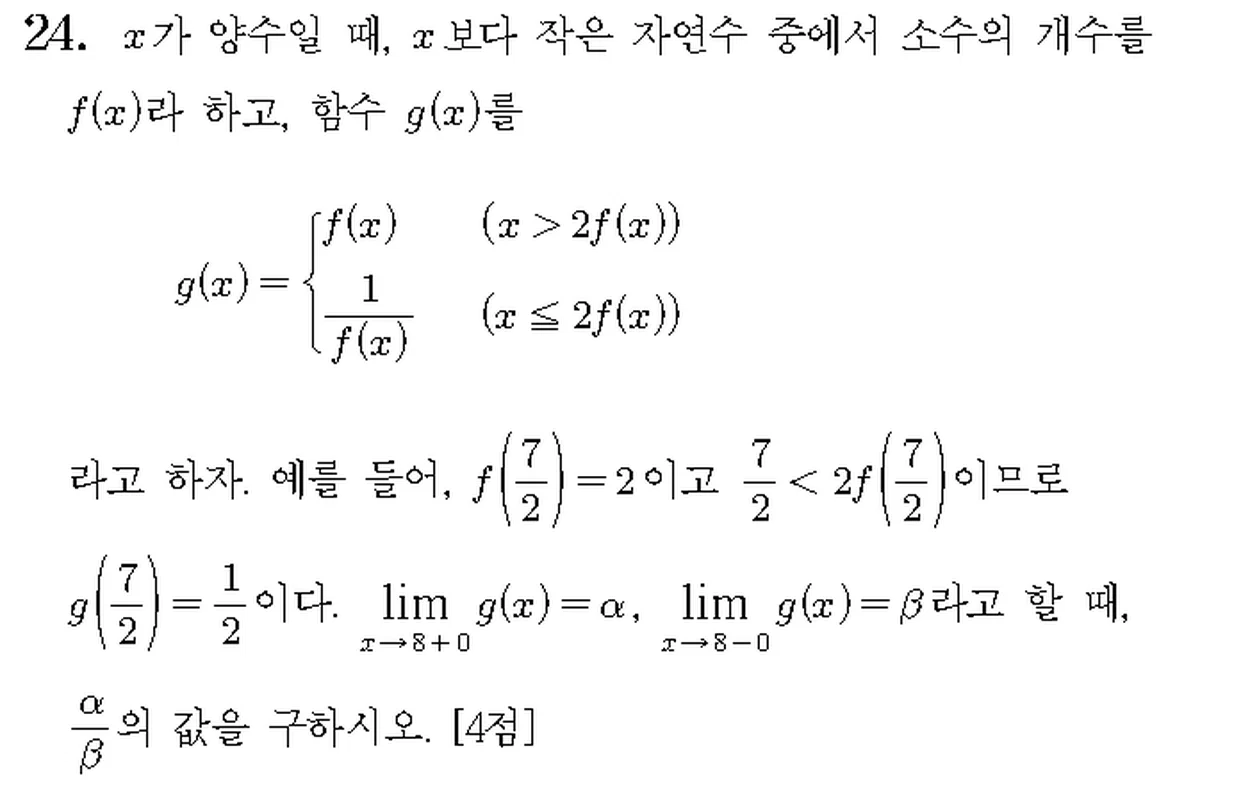 24. x가 양수일 때, x보다 작은 자연수 중에서 소수의 개수를
f(x)라 하고, 함수 g(x)를
g(x) = { f(x) (x > 2f(x))
1/f(x) (x ≦ 2f(x))
라고 하자. 예를 들어, f(7/2) = 2이고 7/2 < 2f(7/2)이므로
g(7/2) = 1/2이다. lim x→8+0 g(x) = α, lim x→8-0 g(x) = β라고 할 때,
α/β의 값을 구하시오. [4점]